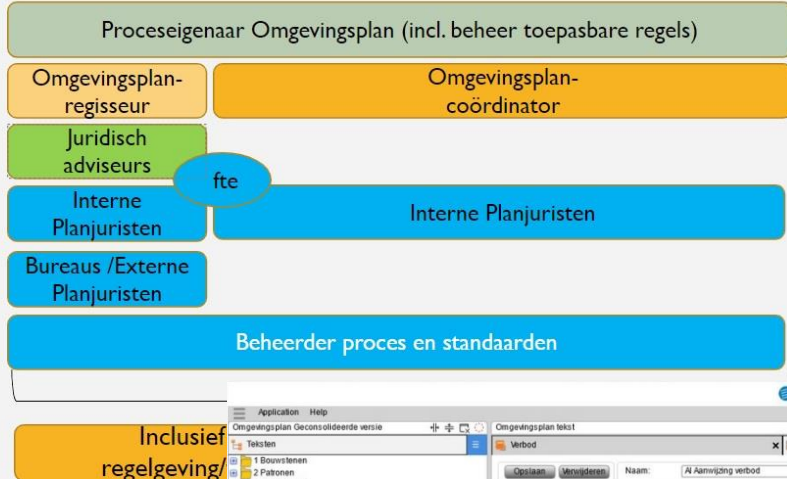 Proceseigenaar Omgevingsplan (incl. beheer toepasbare regels)
Omgevingsplan-
regisseur
Omgevingsplan-
coördinator
Juridisch
adviseurs
fte
Interne
Planjuristen
Interne Planjuristen
Bureaus /Externe
Planjuristen
Beheerder proces en standaarden
Inclusief
regelgeving/
Application Help
Omgevingsplan Geconsolideerde versie
Omgevingsplan tekst
Teksten
Verbod
1 Bouwstenen
2 Patronen
Opslaan Verwijderen Naam: Al Aanwijzing verbod